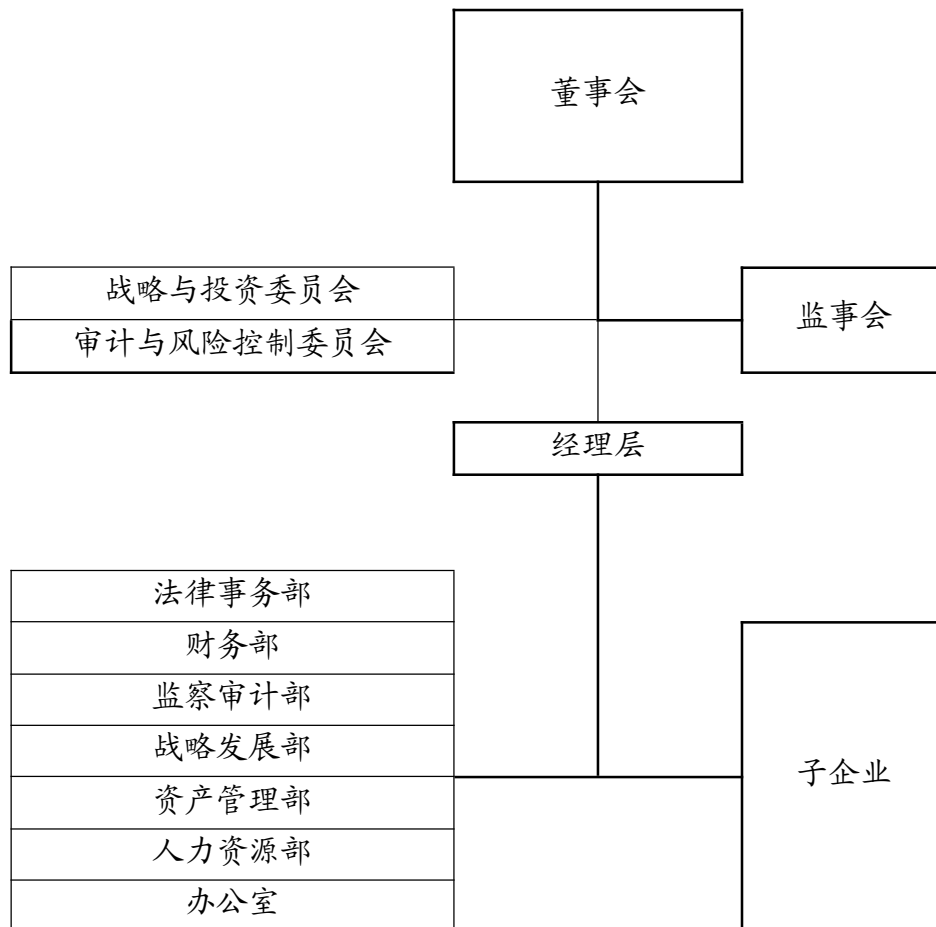 董事会
战略与投资委员会
审计与风险控制委员会
监事会
经理层
法律事务部
财务部
监察审计部
战略发展部
资产管理部
人力资源部
办公室
子企业